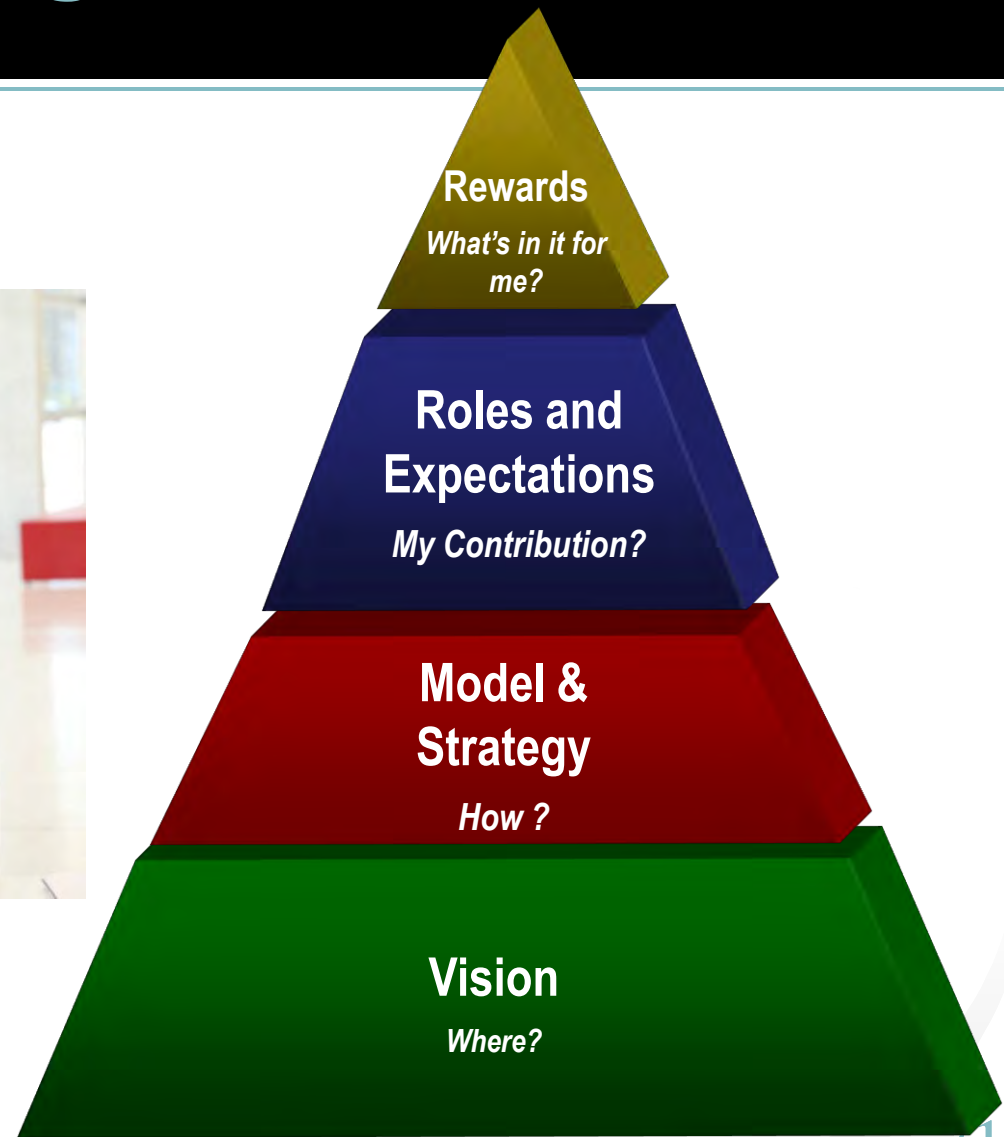 Rewards
What’s in it for
me?
Roles and
Expectations
My Contribution?
Model &
Strategy
How ?
Vision
Where?